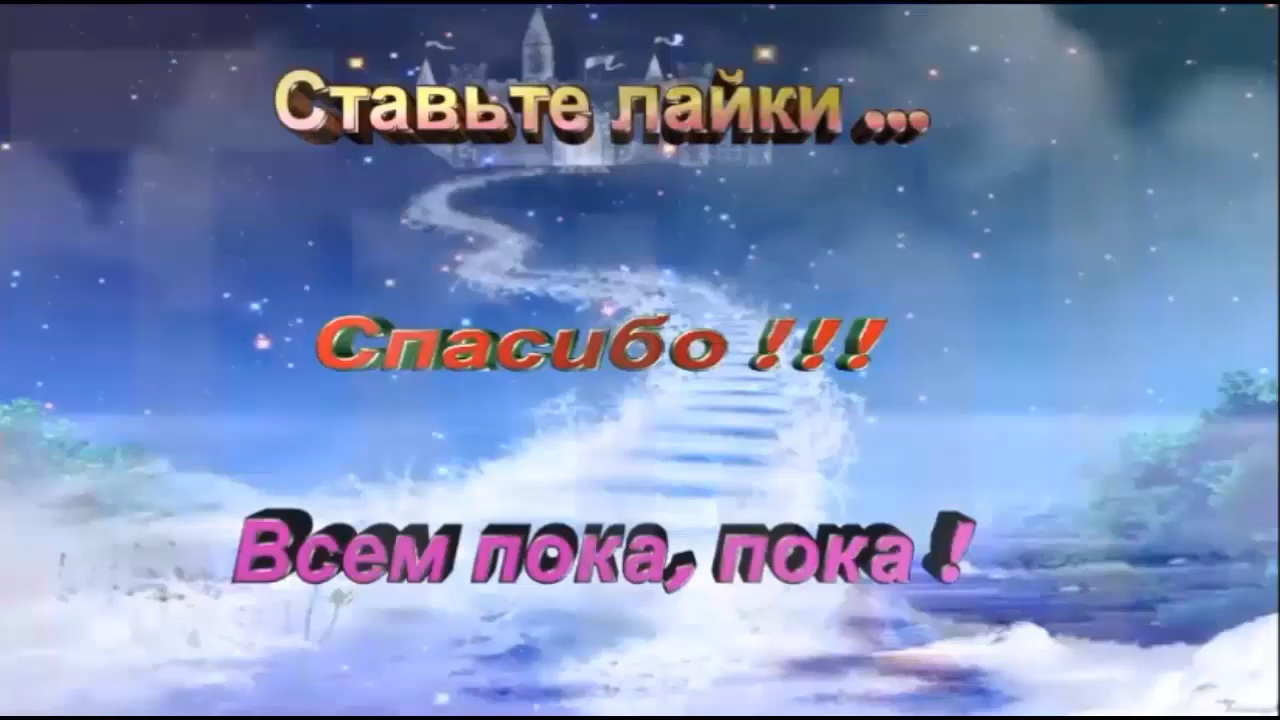 Ставьте лайки ...
Спасибо !!!
Всем пока, пока !